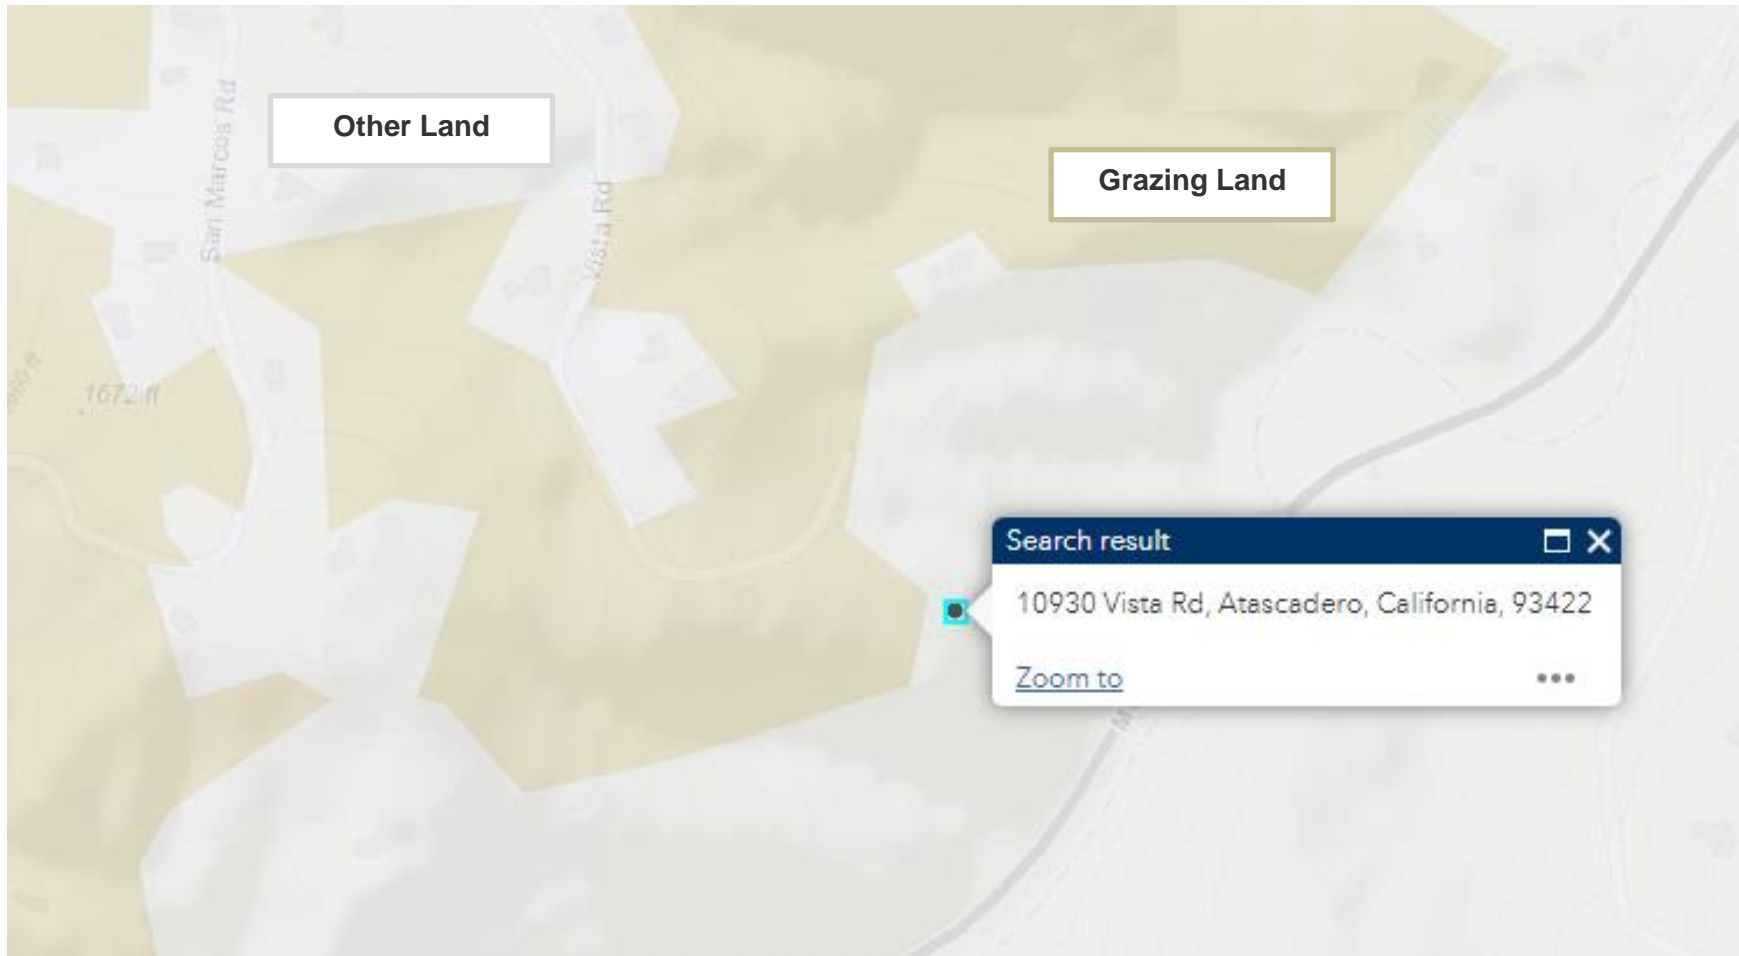 San Marcos Rd
Other Land
Vista Rd
Grazing Land
1672 ft
Search result
10930 Vista Rd, Atascadero, California, 93422
Zoom to